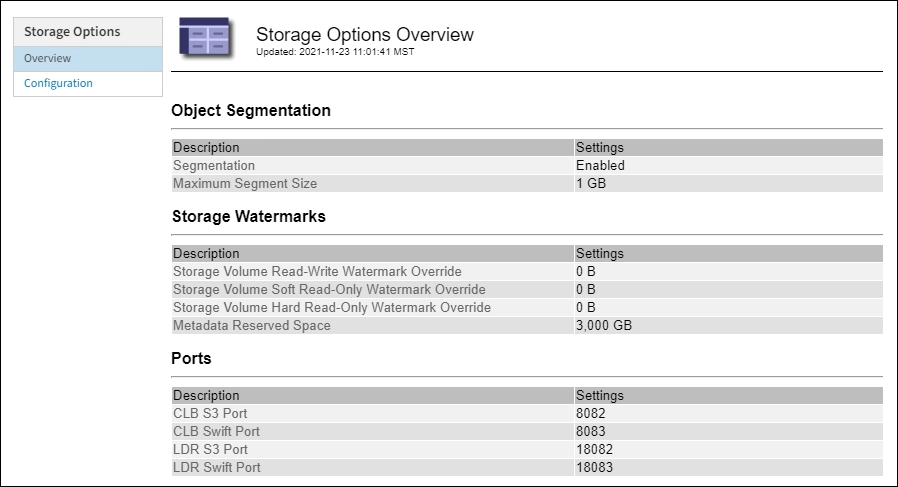 Storage Options
Overview
Configuration
Storage Options Overview
Updated: 2021-11-23 11:01:41 MST
Object Segmentation
Description Settings
Segmentation Enabled
Maximum Segment Size 1 GB
Storage Watermarks
Description Settings
Storage Volume Read-Write Watermark Override 0 B
Storage Volume Soft Read-Only Watermark Override 0 B
Storage Volume Hard Read-Only Watermark Override 0 B
Metadata Reserved Space 3,000 GB
Ports
Description Settings
CLB S3 Port 8082
CLB Swift Port 8083
LDR S3 Port 18082
LDR Swift Port 18083